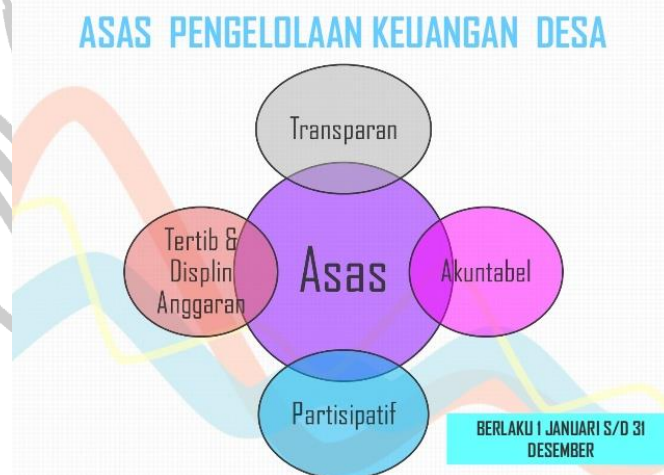 ASAS PENGELOLAAN KEUANGAN DESA
Transparan
Tertib &
Displin
Anggaran
Asas
Akuntabel
Partisipatif
BERLAKU 1 JANUARI S/D 31
DESEMBER